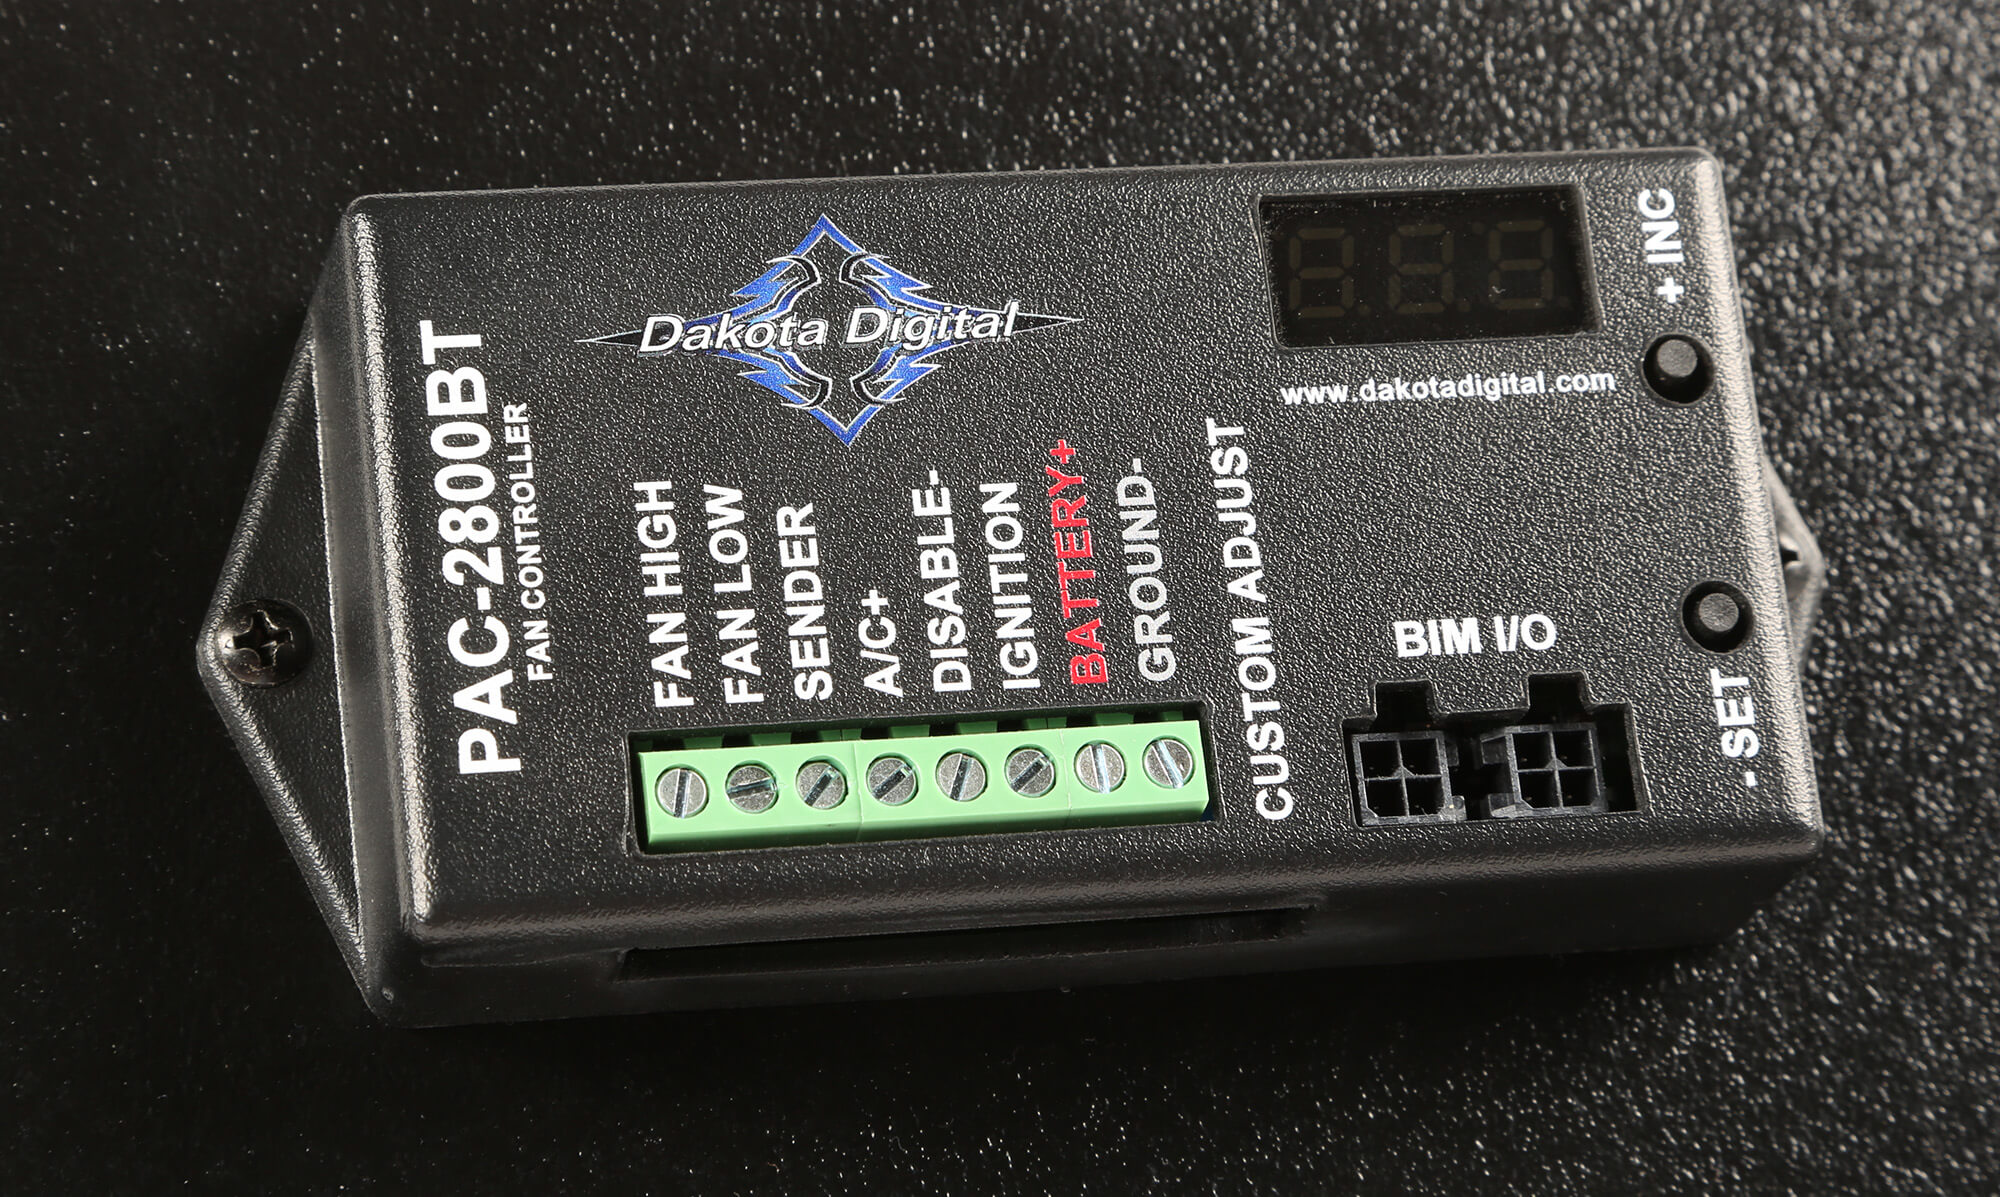 PAC-2800BT
FAN CONTROLLER
Dakota Digital
FAN HIGH
FAN LOW
SENDER
A/C+
DISABLE-
IGNITION
BATTERY+
GROUND-
CUSTOM ADJUST
www.dakotadigital.com
+ INC
BIM I/O
- SET